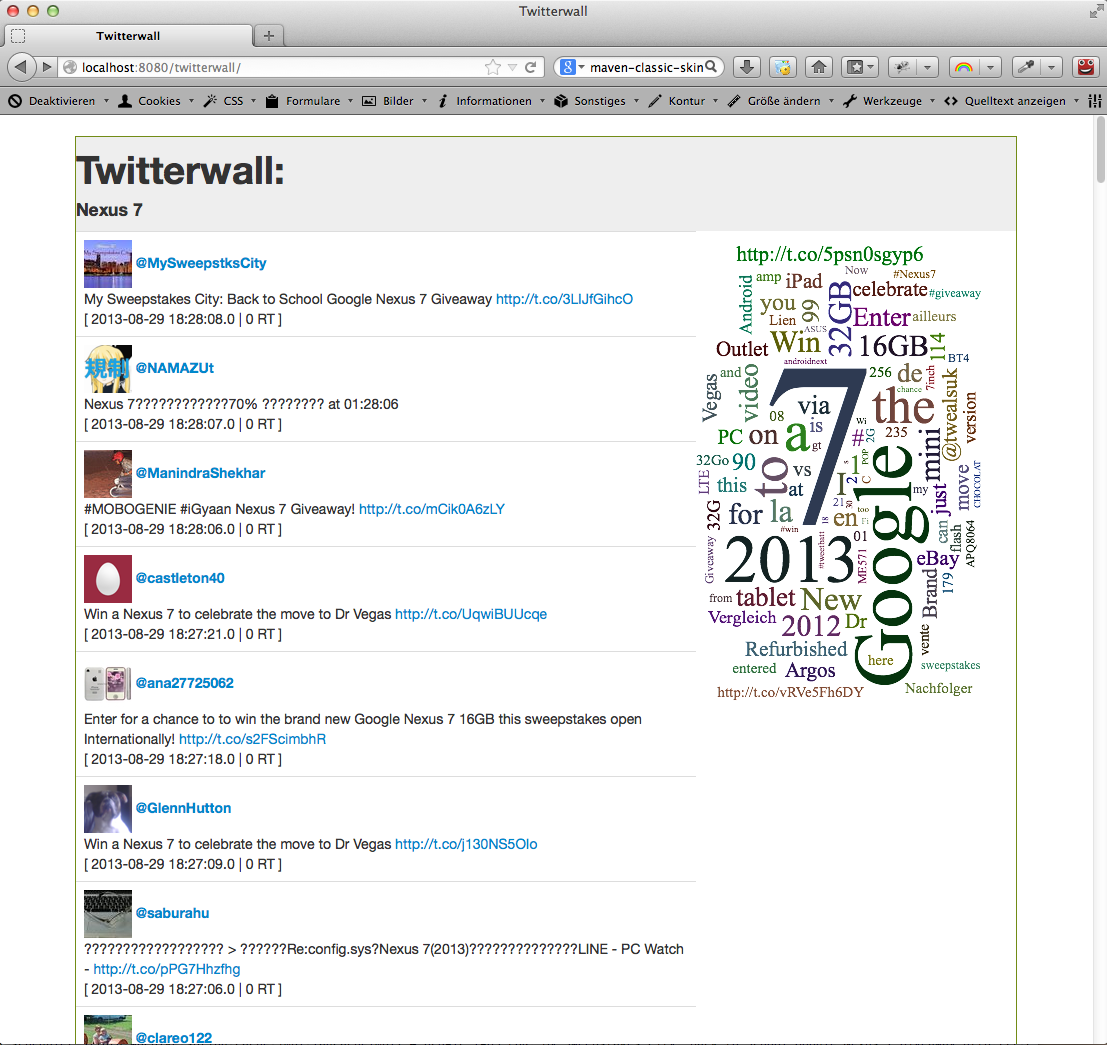 Twitterwall
Twitterwall
localhost:8080/twitterwall/
maven-classic-skin
Deaktivieren Cookies CSS Formulare Bilder Informationen Sonstiges Kontur Größe ändern Werkzeuge Quelltext anzeigen
Twitterwall:
Nexus 7
@MySweepstksCity
My Sweepstakes City: Back to School Google Nexus 7 Giveaway http://t.co/3LIJfGihcO
[ 2013-08-29 18:28:08.0 | 0 RT ]
規制
@NAMAZUt
Nexus 7????????????70% ???????? at 01:28:06
[ 2013-08-29 18:28:07.0 | 0 RT ]
@ManindraShekhar
#MOBOGENIE #iGyaan Nexus 7 Giveaway! http://t.co/mCik0A6zLY
[ 2013-08-29 18:28:06.0 | 0 RT ]
@castleton40
Win a Nexus 7 to celebrate the move to Dr Vegas http://t.co/UqwiBUUcqe
[ 2013-08-29 18:27:21.0 | 0 RT ]
@ana27725062
Enter for a chance to to win the brand new Google Nexus 7 16GB this sweepstakes open
Internationally! http://t.co/s2FScimbhR
[ 2013-08-29 18:27:18.0 | 0 RT ]
@GlennHutton
Win a Nexus 7 to celebrate the move to Dr Vegas http://t.co/j130NS5Olo
[ 2013-08-29 18:27:09.0 | 0 RT ]
@saburahu
?????????????????? > ??????Re:config.sys?Nexus 7(2013)??????????????LINE - PC Watch
- http://t.co/pPG7Hhzfhg
[ 2013-08-29 18:27:06.0 | 0 RT ]
@clareo122
http://t.co/5psn0sgyp6
Now
#Nexus7
amp
iPad
Android
celebrate
#giveaway
you
99
32GB
Lien
ASUS
Enter
ailleurs
Win
Outlet
16GB
114
androidnext
BT4
Vegas
and
video
7
256
de
7inch
chance
@twealsuk
version
08
via
the
PC
on
a
is
gt
Wi
#
2G
235
mini
32Go
90
to
vs
s
1
POP
Google
LTE
this
at
I
2
C
my
just
move
CHOCOLAT
32G
for
la
18
21
30
en
too
Fi
can
flash
APQ8064
#win
#tweetbatt
01
Giveaway
2013
ME571
eBay
179
from
tablet
New
Brand
Vergleich
2012
Dr
vente
Refurbished
here
sweepstakes
entered
Argos
http://t.co/vRVe5Fh6DY
Nachfolger